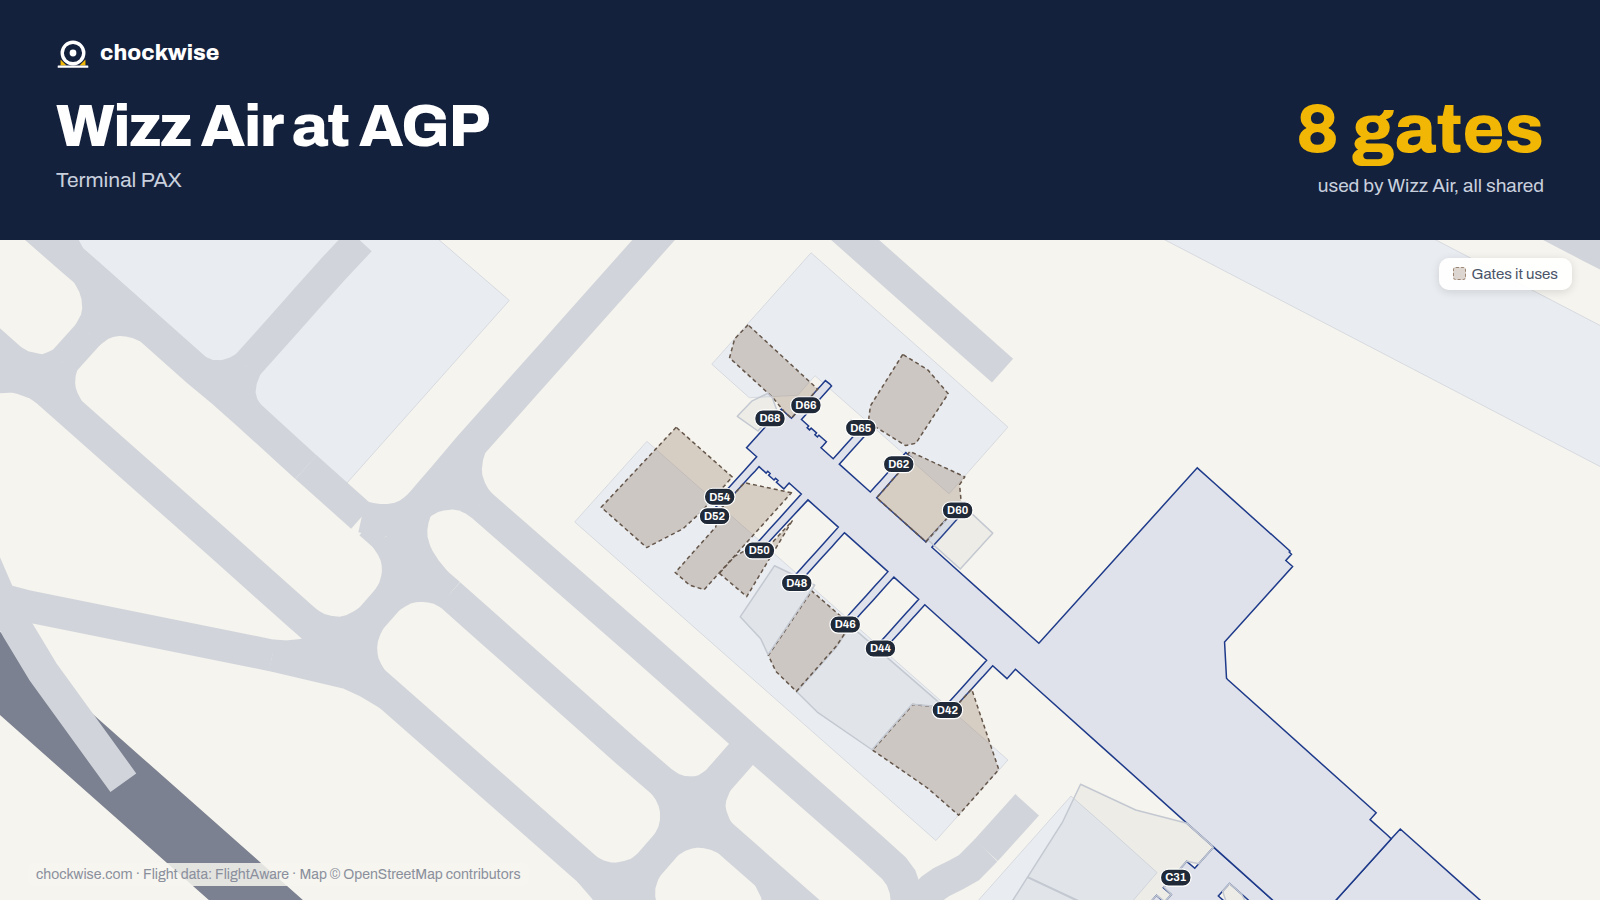 chockwise
Wizz Air at AGP
Terminal PAX
8 gates
used by Wizz Air, all shared
Gates it uses
D66
D68
D65
D62
D54
D52
D60
D50
D48
D46
D44
D42
C31
chockwise.com · Flight data: FlightAware · Map © OpenStreetMap contributors